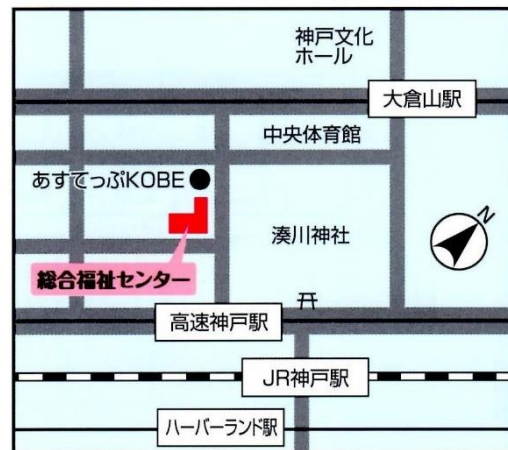 神戸文化
ホール
大倉山駅
中央体育館
あすてっぷKOBE
湊川神社
N
総合福祉センター
高速神戸駅
JR神戸駅
ハーバーランド駅